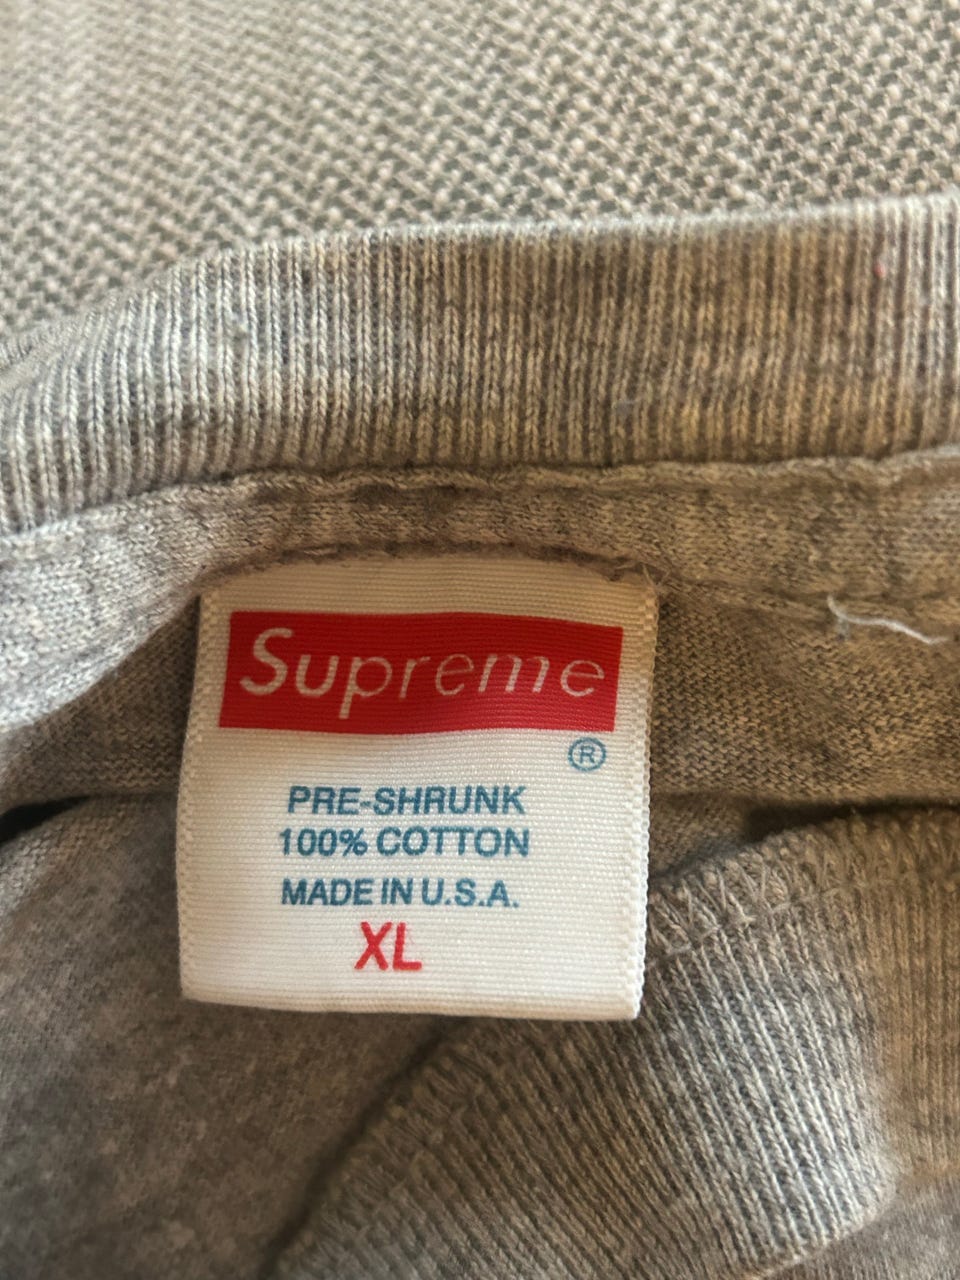 Supreme
®
PRE-SHRUNK
100% COTTON
MADE IN U.S.A.
XL